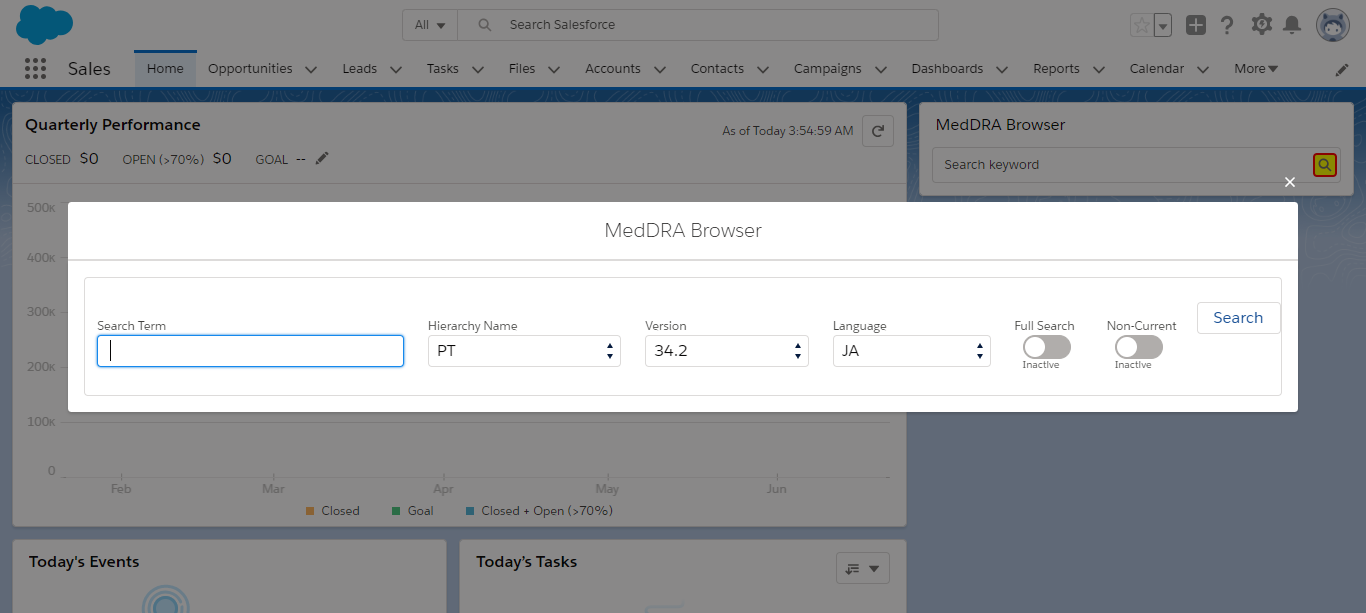 All Search Salesforce
Sales Home Opportunities Leads Tasks Files Accounts Contacts Campaigns Dashboards Reports Calendar More
Quarterly Performance
As of Today 3:54:59 AM
CLOSED $0 OPEN (>70%) $0 GOAL --
MedDRA Browser
Search keyword
500K
400K
300K
200K
100K
0
Feb Mar Apr May Jun
Closed Goal Closed + Open (>70%)
MedDRA Browser
Search Term Hierarchy Name Version Language Full Search Non-Current Search
PT 34.2 JA
Inactive Inactive
Today's Events
Today's Tasks